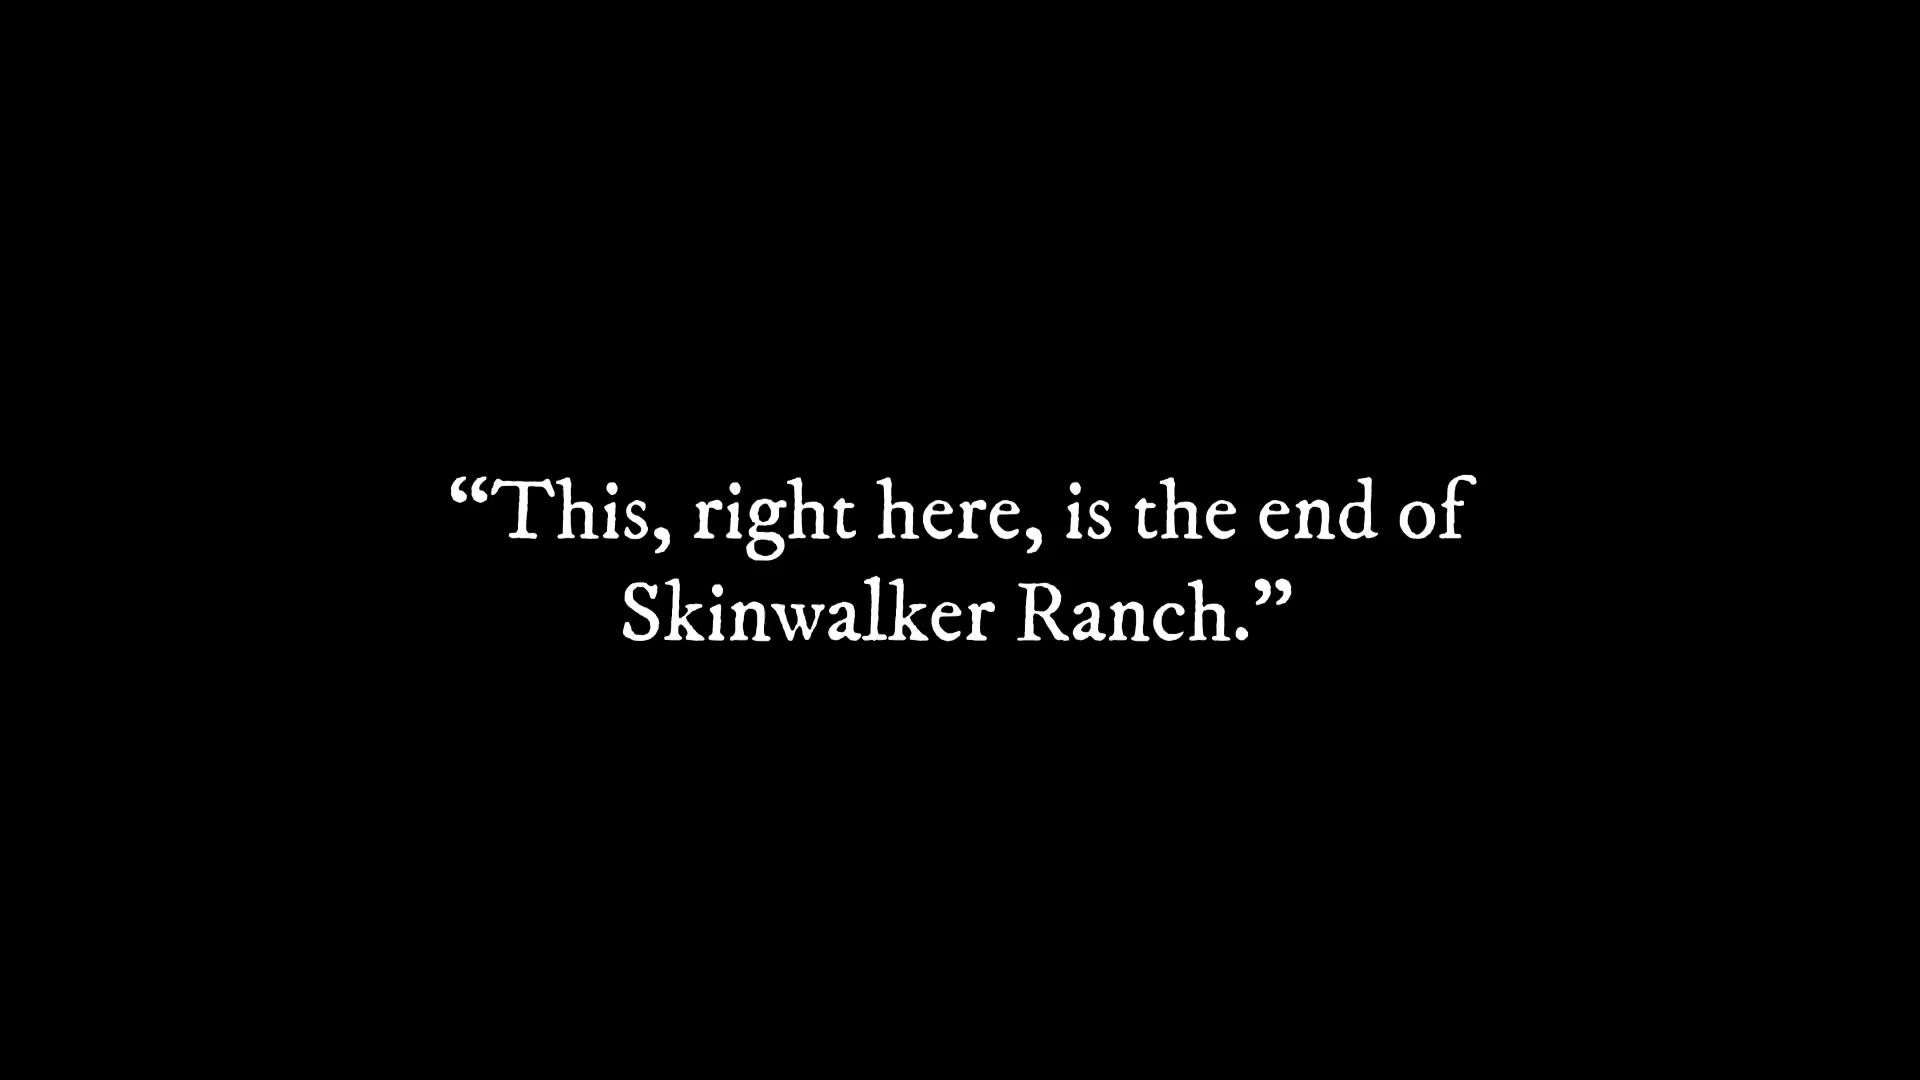 “This, right here, is the end of
Skinwalker Ranch.”